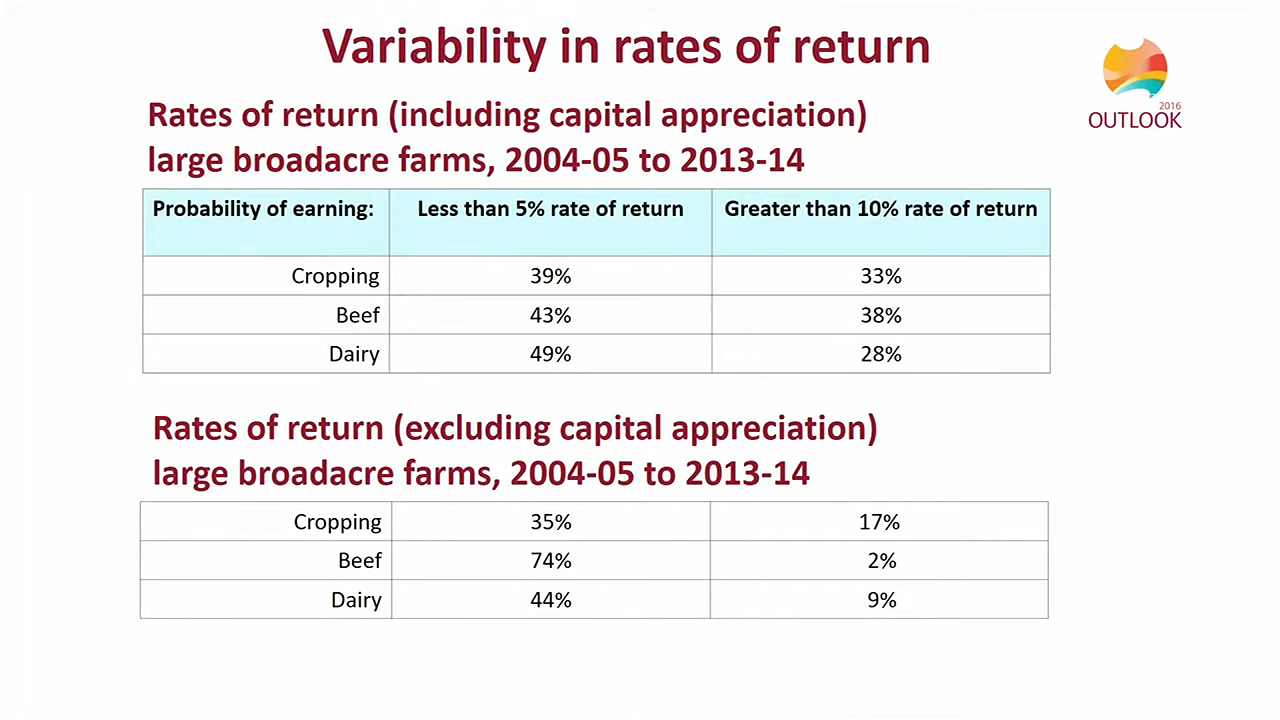 Variability in rates of return
2016
OUTLOOK
Rates of return (including capital appreciation)
large broadacre farms, 2004-05 to 2013-14
Probability of earning: Less than 5% rate of return Greater than 10% rate of return
Cropping 39% 33%
Beef 43% 38%
Dairy 49% 28%
Rates of return (excluding capital appreciation)
large broadacre farms, 2004-05 to 2013-14
Cropping 35% 17%
Beef 74% 2%
Dairy 44% 9%